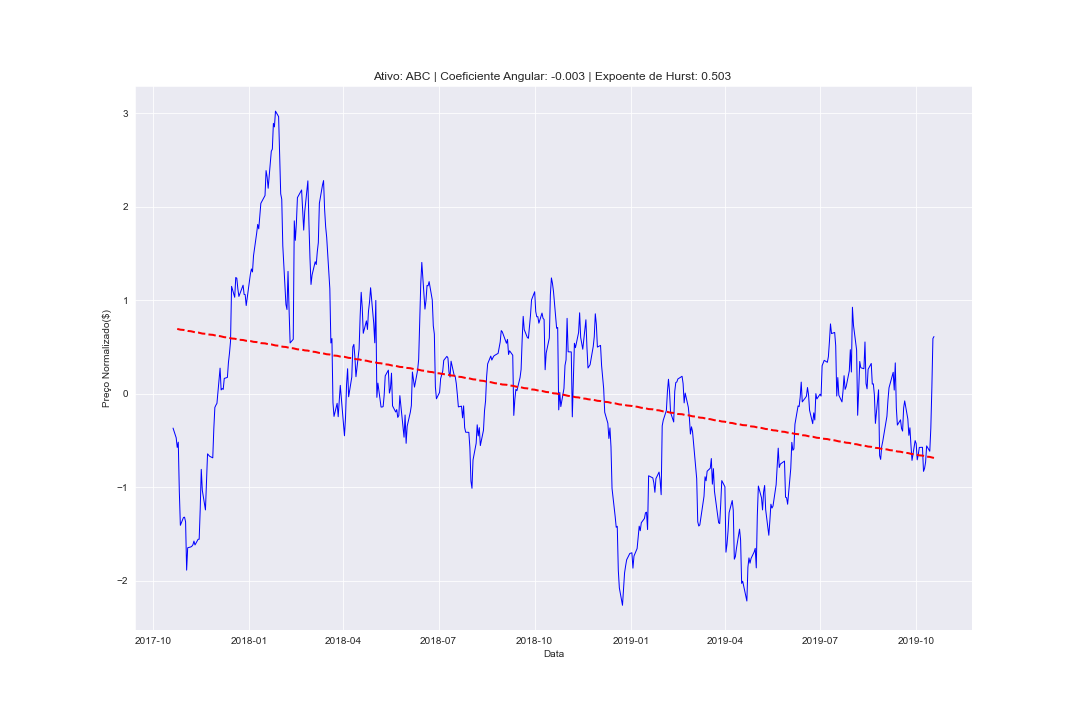 Ativo: ABC | Coeficiente Angular: -0.003 | Expoente de Hurst: 0.503
Preço Normalizado($)
3
2
1
0
−1
−2
2017-10 2018-01 2018-04 2018-07 2018-10 2019-01 2019-04 2019-07 2019-10
Data